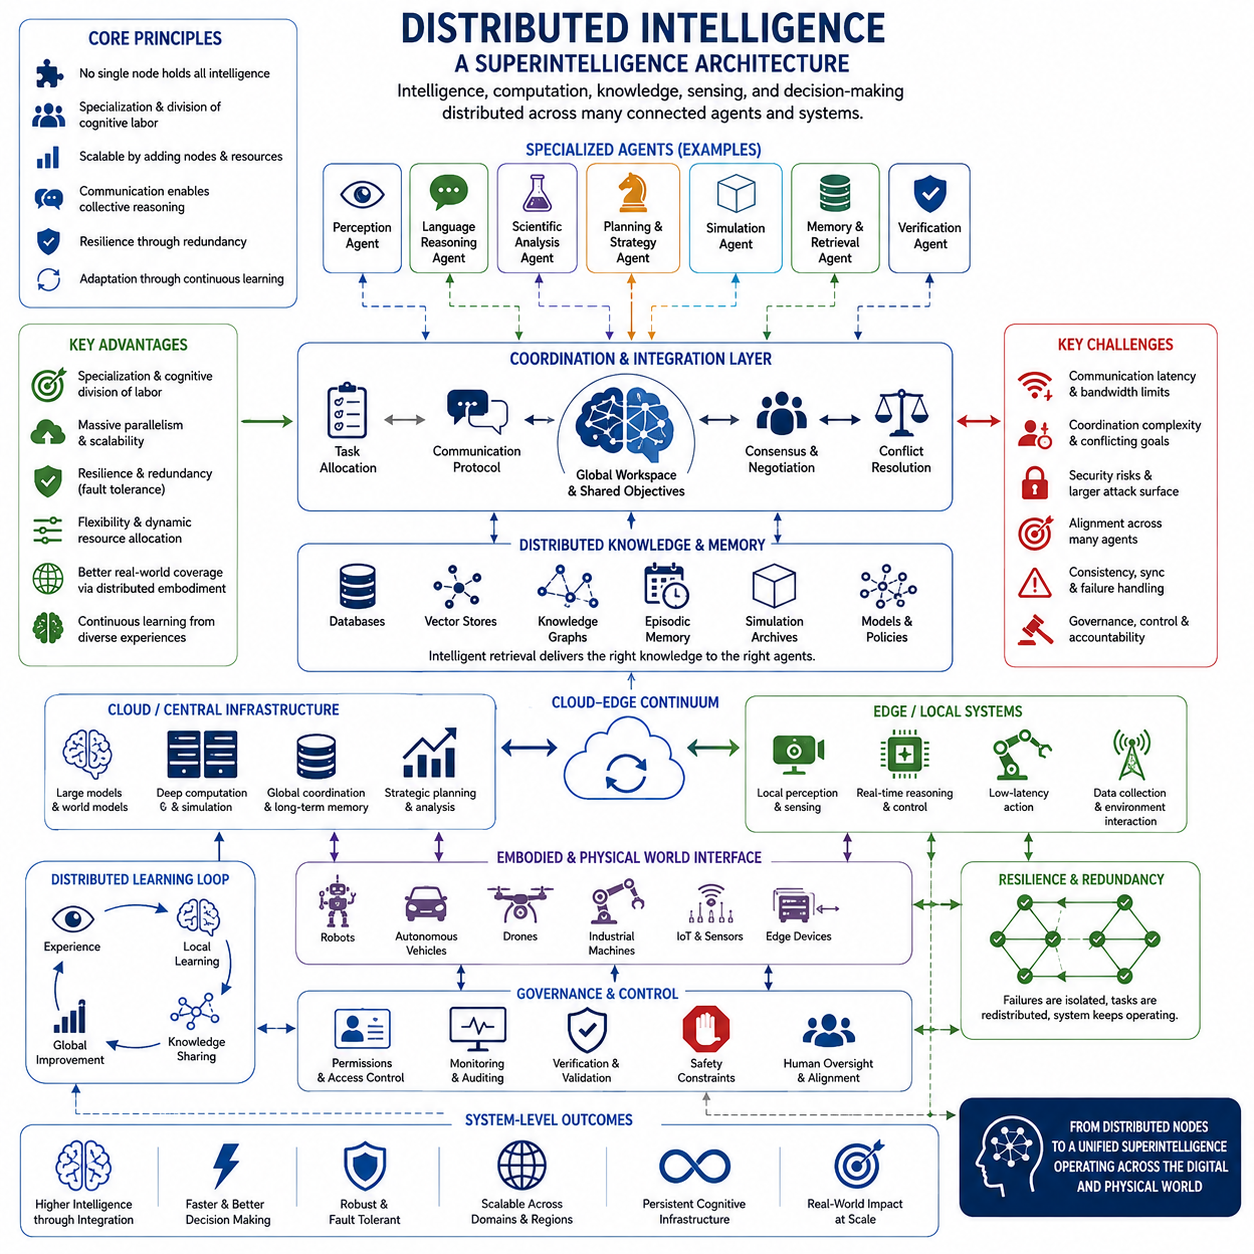 DISTRIBUTED INTELLIGENCE
A SUPERINTELLIGENCE ARCHITECTURE
Intelligence, computation, knowledge, sensing, and decision-making
distributed across many connected agents and systems.
CORE PRINCIPLES
No single node holds all intelligence
Specialization & division of
cognitive labor
Scalable by adding nodes & resources
Communication enables
collective reasoning
Resilience through redundancy
Adaptation through continuous learning
SPECIALIZED AGENTS (EXAMPLES)
Perception
Agent
Language
Reasoning
Agent
Scientific
Analysis
Agent
Planning &
Strategy
Agent
Simulation
Agent
Memory &
Retrieval
Agent
Verification
Agent
KEY ADVANTAGES
Specialization & cognitive
division of labor
Massive parallelism
& scalability
Resilience & redundancy
(fault tolerance)
Flexibility & dynamic
resource allocation
Better real-world coverage
via distributed embodiment
Continuous learning from
diverse experiences
COORDINATION & INTEGRATION LAYER
Task
Allocation
Communication
Protocol
Global Workspace
& Shared Objectives
Consensus &
Negotiation
Conflict
Resolution
KEY CHALLENGES
Communication latency
& bandwidth limits
Coordination complexity
& conflicting goals
Security risks &
larger attack surface
Alignment across
many agents
Consistency, sync
& failure handling
Governance, control &
accountability
DISTRIBUTED KNOWLEDGE & MEMORY
Databases
Vector Stores
Knowledge
Graphs
Episodic
Memory
Simulation
Archives
Models &
Policies
Intelligent retrieval delivers the right knowledge to the right agents.
CLOUD / CENTRAL INFRASTRUCTURE
Large models
& world models
Deep computation
& simulation
Global coordination
& long-term memory
Strategic planning
& analysis
CLOUD–EDGE CONTINUUM
EDGE / LOCAL SYSTEMS
Local perception
& sensing
Real-time reasoning
& control
Low-latency
action
Data collection
& environment
interaction
DISTRIBUTED LEARNING LOOP
Experience
Local
Learning
Knowledge
Sharing
Global
Improvement
EMBODIED & PHYSICAL WORLD INTERFACE
Robots
Autonomous
Vehicles
Drones
Industrial
Machines
IoT & Sensors
Edge Devices
RESILIENCE & REDUNDANCY
Failures are isolated, tasks are
redistributed, system keeps operating.
GOVERNANCE & CONTROL
Permissions
& Access Control
Monitoring
& Auditing
Verification &
Validation
Safety
Constraints
Human Oversight
& Alignment
SYSTEM-LEVEL OUTCOMES
Higher Intelligence
through Integration
Faster & Better
Decision Making
Robust &
Fault Tolerant
Scalable Across
Domains & Regions
Persistent Cognitive
Infrastructure
Real-World Impact
at Scale
FROM DISTRIBUTED NODES
TO A UNIFIED SUPERINTELLIGENCE
OPERATING ACROSS THE DIGITAL
AND PHYSICAL WORLD